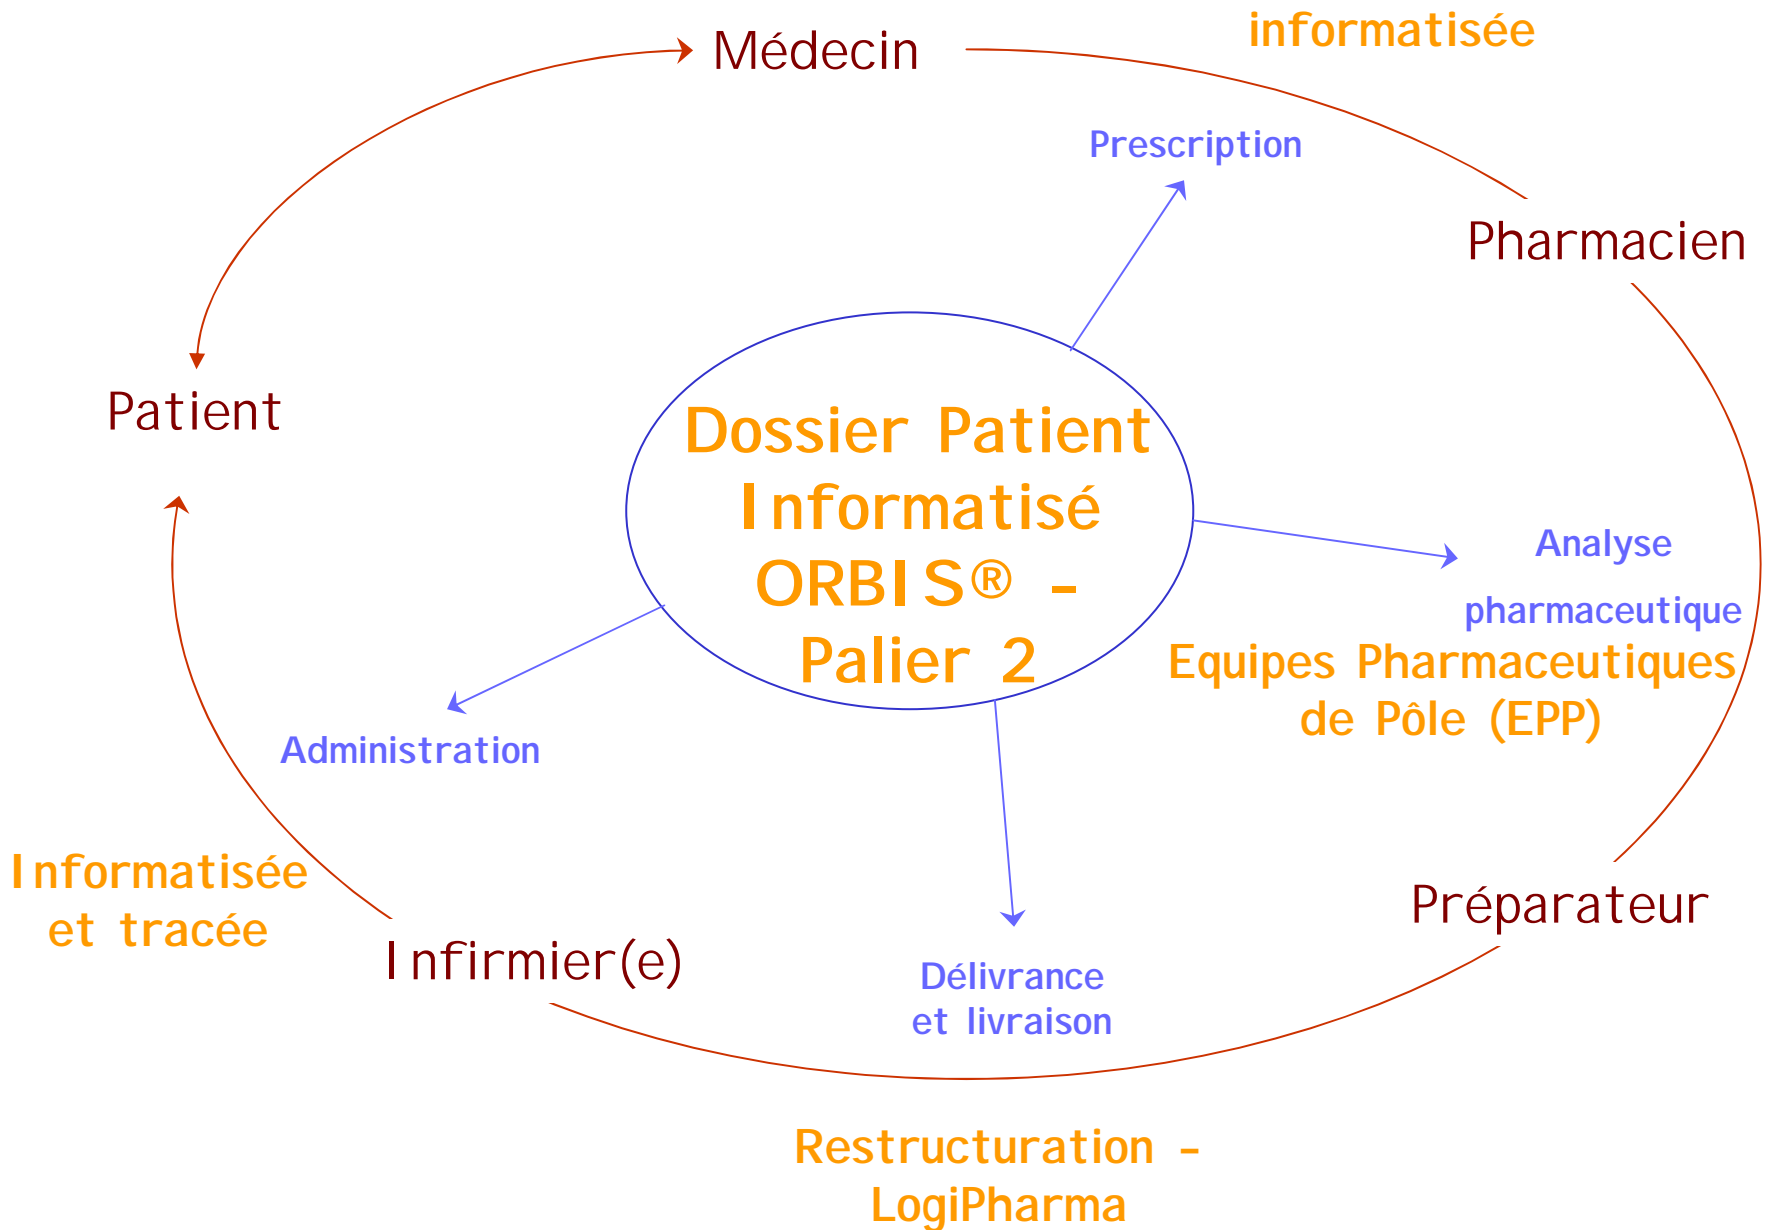 informatisée
Médecin
Prescription
Pharmacien
Patient
Dossier Patient
Informatisé
ORBIS® -
Palier 2
Analyse
pharmaceutique
Equipes Pharmaceutiques
de Pôle (EPP)
Administration
Informatisée
et tracée
Infirmier(e)
Préparateur
Délivrance
et livraison
Restructuration -
LogiPharma